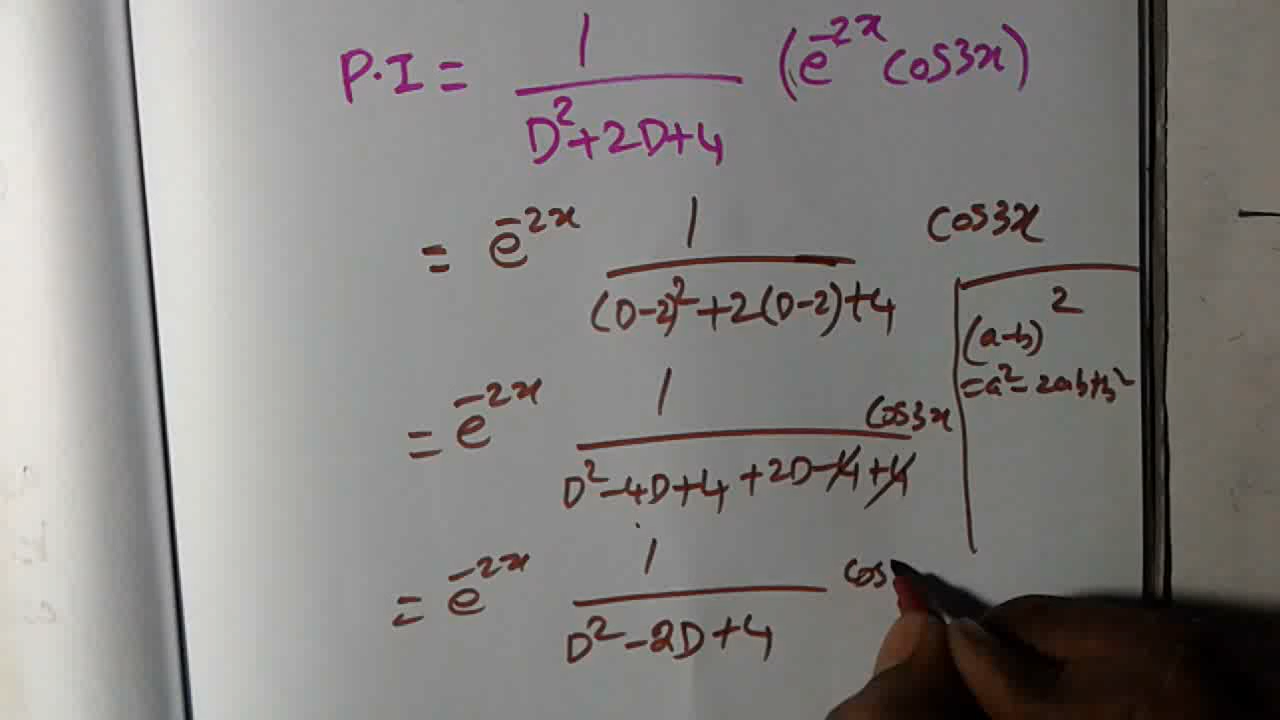 P.I = 1 / (D²+2D+4) (e^-2x cos3x)
= e^-2x 1 / ((D-2)²+2(D-2)+4) cos3x
(a-b)²
= a²-2ab+b²
= e^-2x 1 / (D²-4D+4+2D-4+4) cos3x
= e^-2x 1 / (D²-2D+4) cos